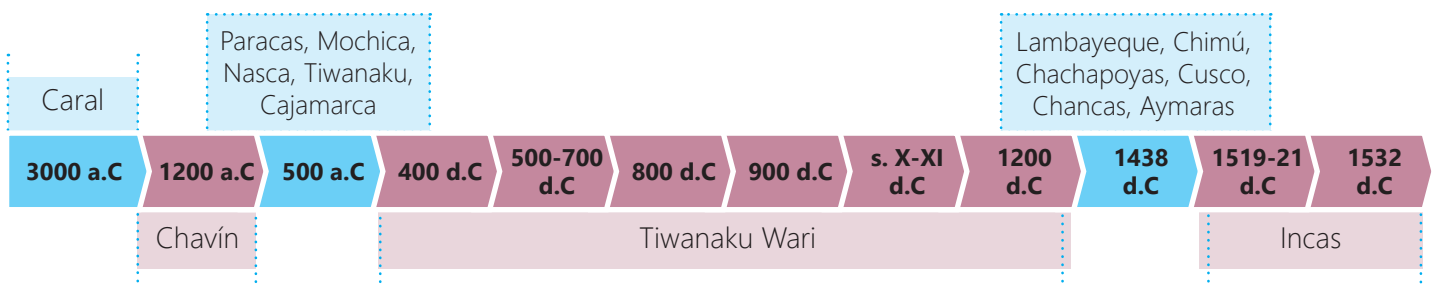 Paracas, Mochica,
Nasca, Tiwanaku,
Cajamarca
Lambayeque, Chimú,
Chachapoyas, Cusco,
Chancas, Aymaras
Caral
3000 a.C
1200 a.C
500 a.C
400 d.C
500-700
d.C
800 d.C
900 d.C
s. X-XI
d.C
1200
d.C
1438
d.C
1519-21
d.C
1532
d.C
Chavín
Tiwanaku Wari
Incas